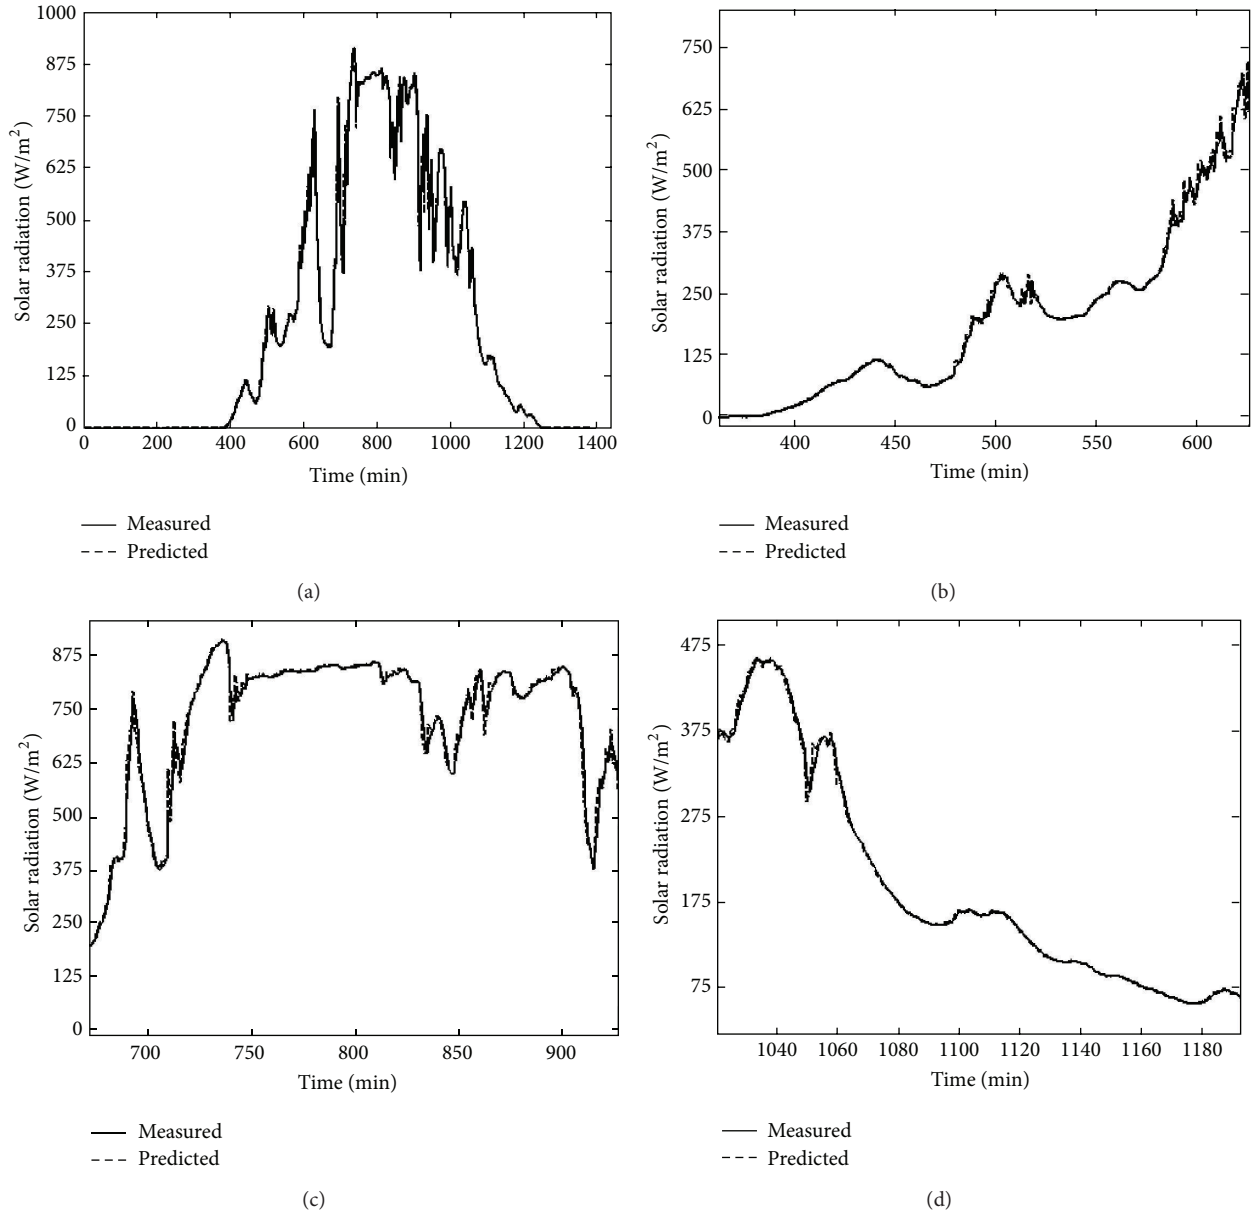 1000
875
750
625
500
375
250
125
0
Solar radiation (W/m²)
0 200 400 600 800 1000 1200 1400
Time (min)
Measured
Predicted
(a)
750
625
500
375
250
125
0
Solar radiation (W/m²)
400 450 500 550 600
Time (min)
Measured
Predicted
(b)
875
750
625
500
375
250
125
0
Solar radiation (W/m²)
700 750 800 850 900
Time (min)
Measured
Predicted
(c)
475
375
275
175
75
Solar radiation (W/m²)
1040 1060 1080 1100 1120 1140 1160 1180
Time (min)
Measured
Predicted
(d)